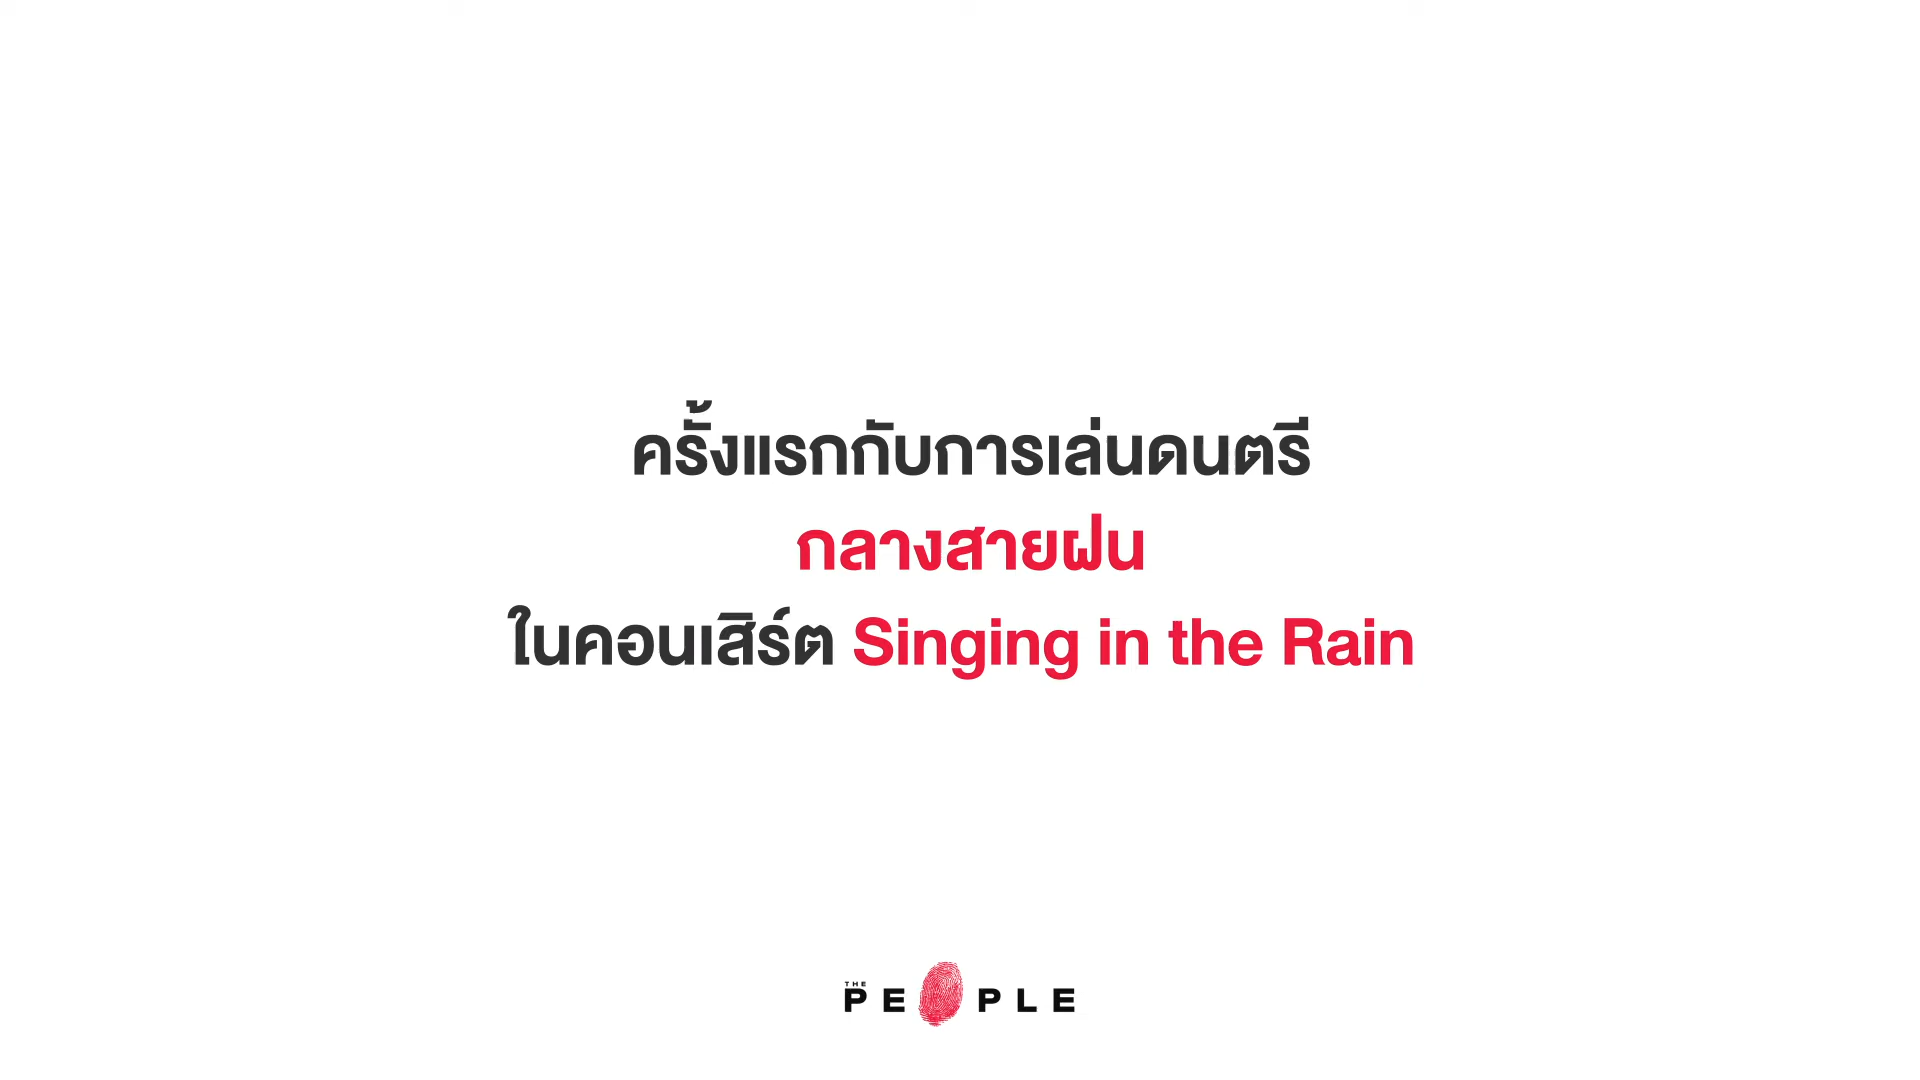 ครั้งแรกกับการเล่นดนตรี
กลางสายฝน
ในคอนเสิร์ต Singing in the Rain
THE
PEOPLE